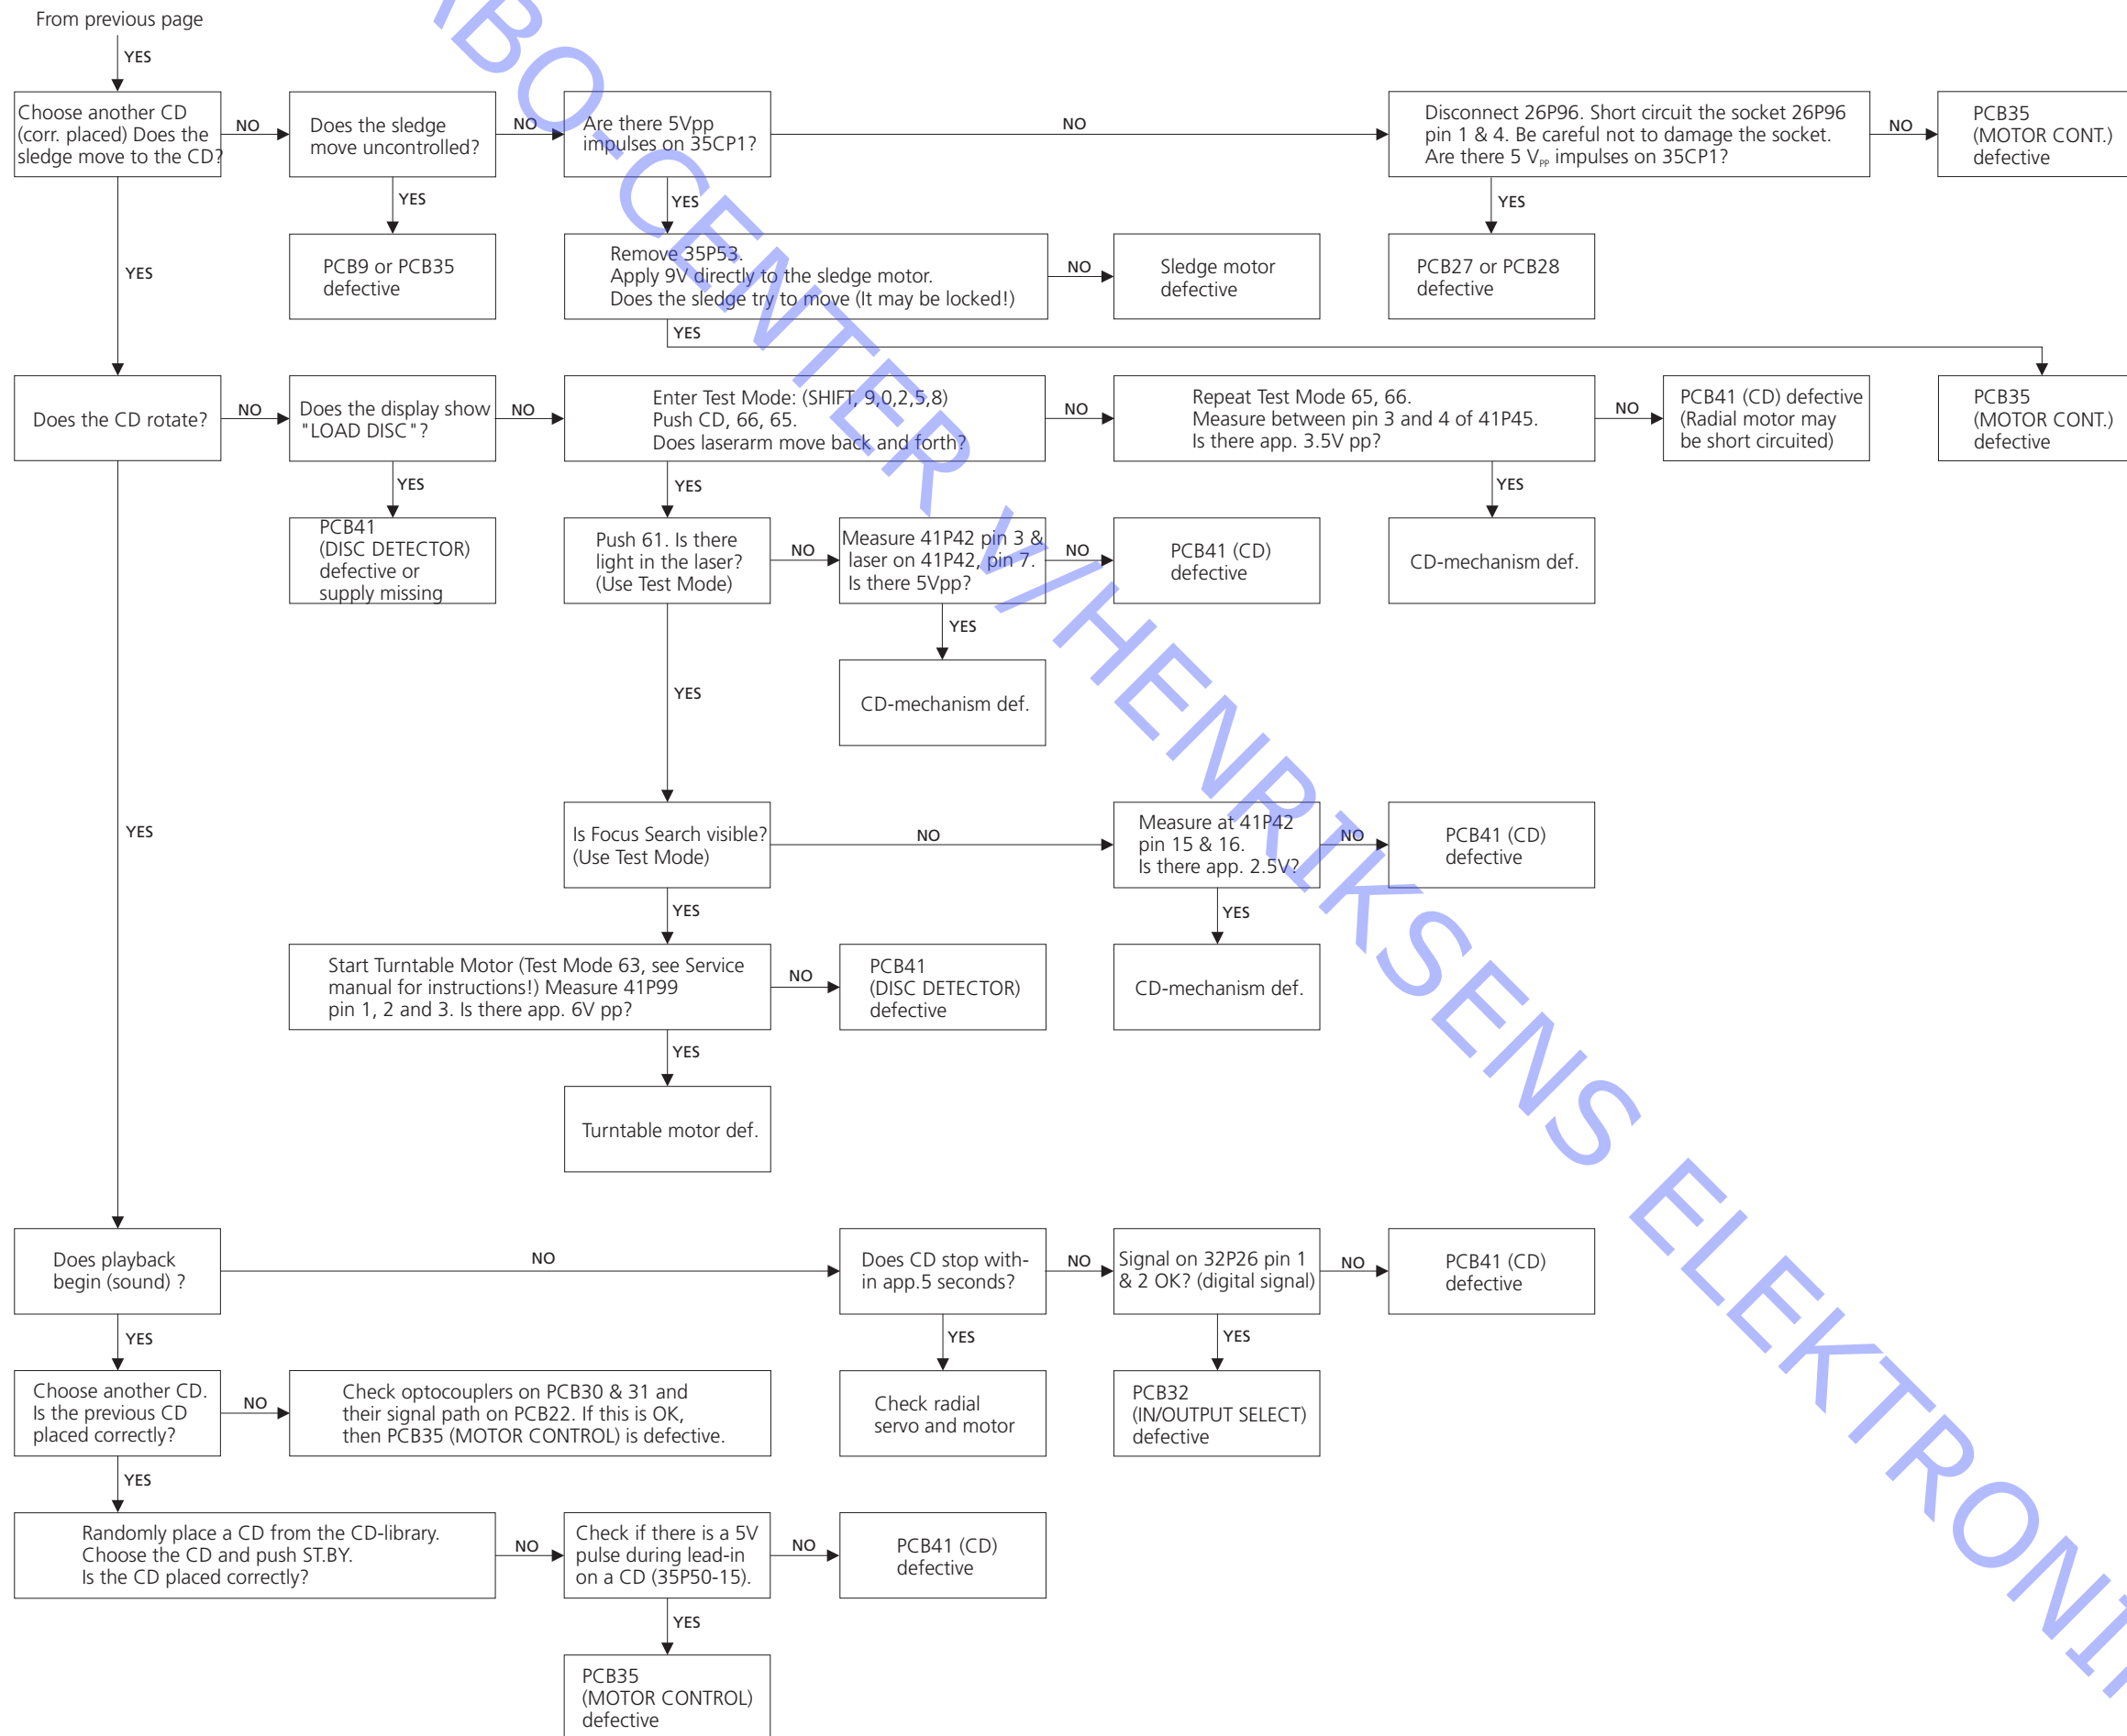 From previous page
YES
Choose another CD
(corr. placed) Does the
sledge move to the CD?
NO
Does the sledge
move uncontrolled?
NO
Are there 5Vpp
impulses on 35CP1?
NO
Disconnect 26P96. Short circuit the socket 26P96
pin 1 & 4. Be careful not to damage the socket.
Are there 5 Vpp impulses on 35CP1?
NO
PCB35
(MOTOR CONT.)
defective
YES
YES
YES
YES
PCB9 or PCB35
defective
Remove 35P53.
Apply 9V directly to the sledge motor.
Does the sledge try to move (It may be locked!)
NO
Sledge motor
defective
PCB27 or PCB28
defective
YES
Does the CD rotate?
NO
Does the display show
"LOAD DISC"?
NO
Enter Test Mode: (SHIFT, 9,0,2,5,8)
Push CD, 66, 65.
Does laserarm move back and forth?
NO
Repeat Test Mode 65, 66.
Measure between pin 3 and 4 of 41P45.
Is there app. 3.5V pp?
NO
PCB41 (CD) defective
(Radial motor may
be short circuited)
PCB35
(MOTOR CONT.)
defective
YES
YES
YES
PCB41
(DISC DETECTOR)
defective or
supply missing
Push 61. Is there
light in the laser?
(Use Test Mode)
NO
Measure 41P42 pin 3 &
laser on 41P42, pin 7.
Is there 5Vpp?
NO
PCB41 (CD)
defective
CD-mechanism def.
YES
YES
CD-mechanism def.
YES
Is Focus Search visible?
(Use Test Mode)
NO
Measure at 41P42
pin 15 & 16.
Is there app. 2.5V?
NO
PCB41 (CD)
defective
YES
YES
Start Turntable Motor (Test Mode 63, see Service
manual for instructions!) Measure 41P99
pin 1, 2 and 3. Is there app. 6V pp?
NO
PCB41
(DISC DETECTOR)
defective
CD-mechanism def.
YES
Turntable motor def.
Does playback
begin (sound) ?
NO
Does CD stop with-
in app.5 seconds?
NO
Signal on 32P26 pin 1
& 2 OK? (digital signal)
NO
PCB41 (CD)
defective
YES
YES
YES
Choose another CD.
Is the previous CD
placed correctly?
NO
Check optocouplers on PCB30 & 31 and
their signal path on PCB22. If this is OK,
then PCB35 (MOTOR CONTROL) is defective.
Check radial
servo and motor
PCB32
(IN/OUTPUT SELECT)
defective
YES
Randomly place a CD from the CD-library.
Choose the CD and push ST.BY.
Is the CD placed correctly?
NO
Check if there is a 5V
pulse during lead-in
on a CD (35P50-15).
NO
PCB41 (CD)
defective
YES
PCB35
(MOTOR CONTROL)
defective
BO-CENTER V/HENRIKSENS ELEKTRONI